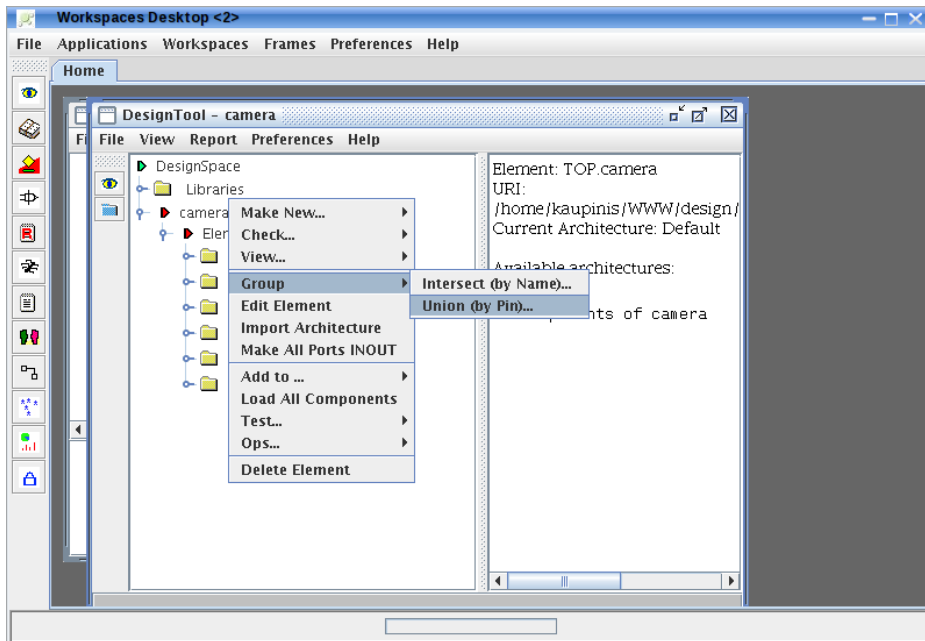 Workspaces Desktop <2>
File Applications Workspaces Frames Preferences Help
Home
DesignTool - camera
File View Report Preferences Help
DesignSpace
Libraries
camera
Make New...
Check...
View...
Group
Edit Element
Import Architecture
Make All Ports INOUT
Add to ...
Load All Components
Test...
Ops...
Delete Element
Intersect (by Name)...
Union (by Pin)...
Element: TOP.camera
URI:
/home/kaupinis/WWW/design/
Current Architecture: Default
Available architectures:
of camera